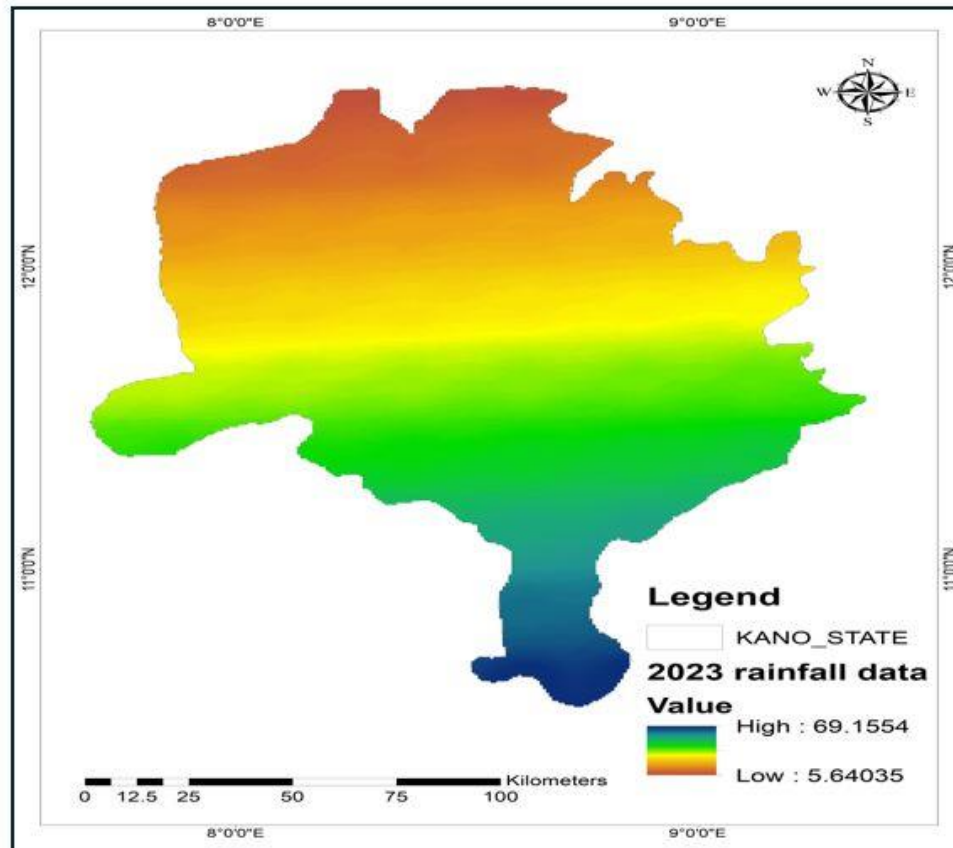 8°0'0"E 9°0'0"E
N
W E
S
12°0'0"N 12°0'0"N
11°0'0"N 11°0'0"N
Legend
KANO_STATE
2023 rainfall data
Value
High : 69.1554
Low : 5.64035
Kilometers
0 12.5 25 50 75 100
8°0'0"E 9°0'0"E